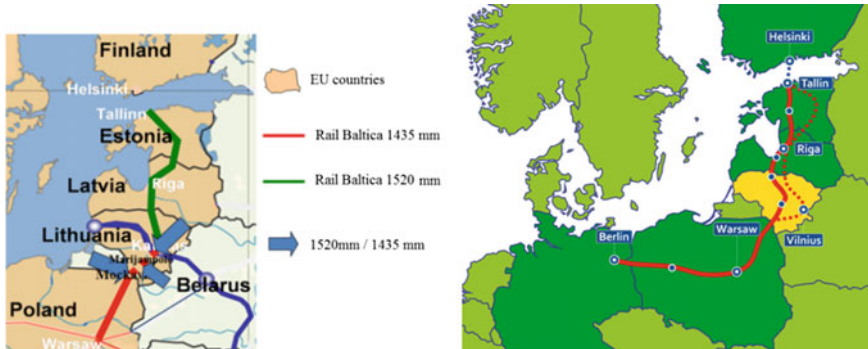 Finland
Helsinki
Tallinn
Estonia
Latvia
Riga
Lithuania
Marijampolė
Belarus
Poland
Warsaw
EU countries
Rail Baltica 1435 mm
Rail Baltica 1520 mm
1520mm / 1435 mm
Helsinki
Tallin
Riga
Warsaw
Berlin
Vilnius